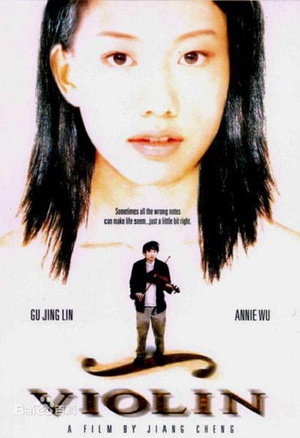 Sometimes all the wrong notes
can make life seem...just a little bit right.
GU JING LIN
ANNIE WU
VIOLIN
A FILM BY JIANG CHENG